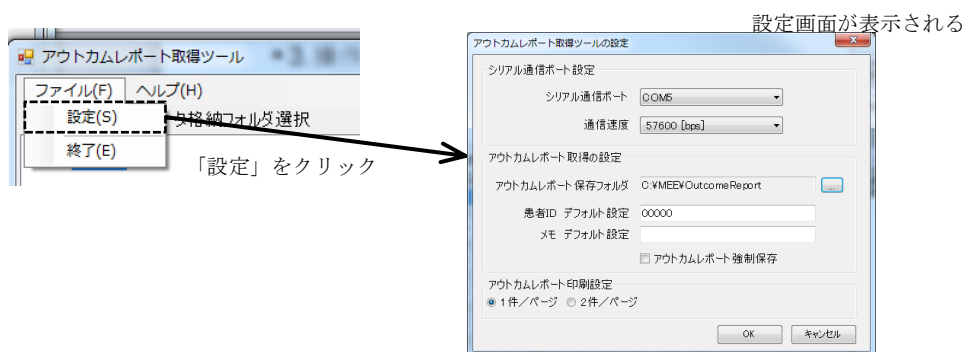 設定画面が表示される
アウトカムレポート取得ツール
ファイル(F) ヘルプ(H)
設定(S)
タ格納フォルダ選択
終了(E)
「設定」をクリック
アウトカムレポート取得ツールの設定
シリアル通信ポート設定
シリアル通信ポート COM5
通信速度 57600 [bps]
アウトカムレポート取得の設定
アウトカムレポート保存フォルダ C:¥MEE¥OutcomeReport ...
患者ID デフォルト設定 00000
メモ デフォルト設定
アウトカムレポート強制保存
アウトカムレポート印刷設定
1件／ページ 2件／ページ
OK キャンセル